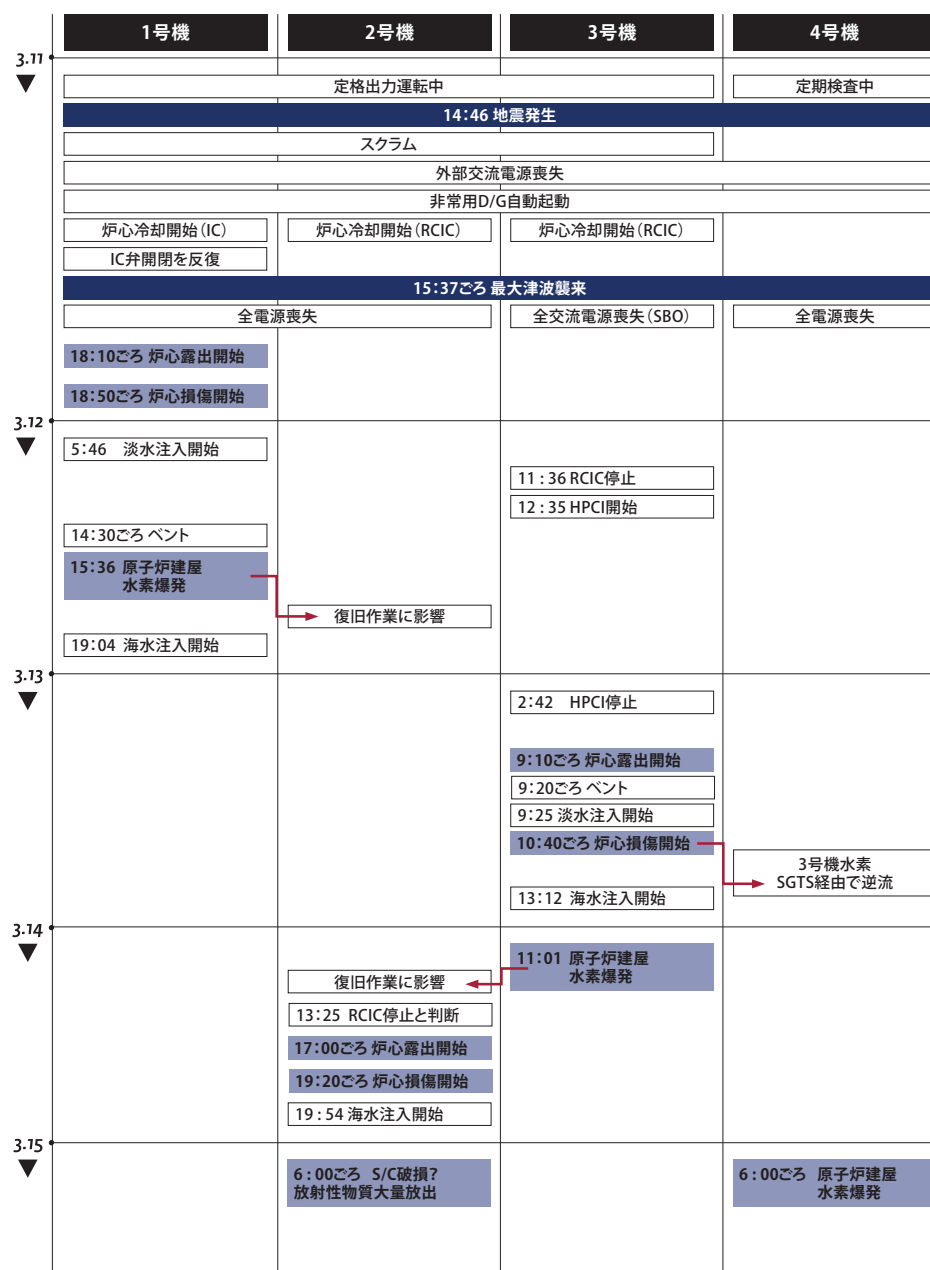 1号機 2号機 3号機 4号機
3.11
定格出力運転中 定期検査中
14:46 地震発生
スクラム
外部交流電源喪失
非常用D/G自動起動
炉心冷却開始(IC) 炉心冷却開始(RCIC) 炉心冷却開始(RCIC)
IC弁開閉を反復
15:37ごろ 最大津波襲来
全電源喪失 全交流電源喪失(SBO) 全電源喪失
18:10ごろ 炉心露出開始
18:50ごろ 炉心損傷開始
3.12
5:46 淡水注入開始
11:36 RCIC停止
12:35 HPCI開始
14:30ごろ ベント
15:36 原子炉建屋
水素爆発
復旧作業に影響
19:04 海水注入開始
3.13
2:42 HPCI停止
9:10ごろ 炉心露出開始
9:20ごろ ベント
9:25 淡水注入開始
10:40ごろ 炉心損傷開始
3号機水素
SGTS経由で逆流
13:12 海水注入開始
3.14
11:01 原子炉建屋
水素爆発
復旧作業に影響
13:25 RCIC停止と判断
17:00ごろ 炉心露出開始
19:20ごろ 炉心損傷開始
19:54 海水注入開始
3.15
6:00ごろ S/C破損?
放射性物質大量放出
6:00ごろ 原子炉建屋
水素爆発